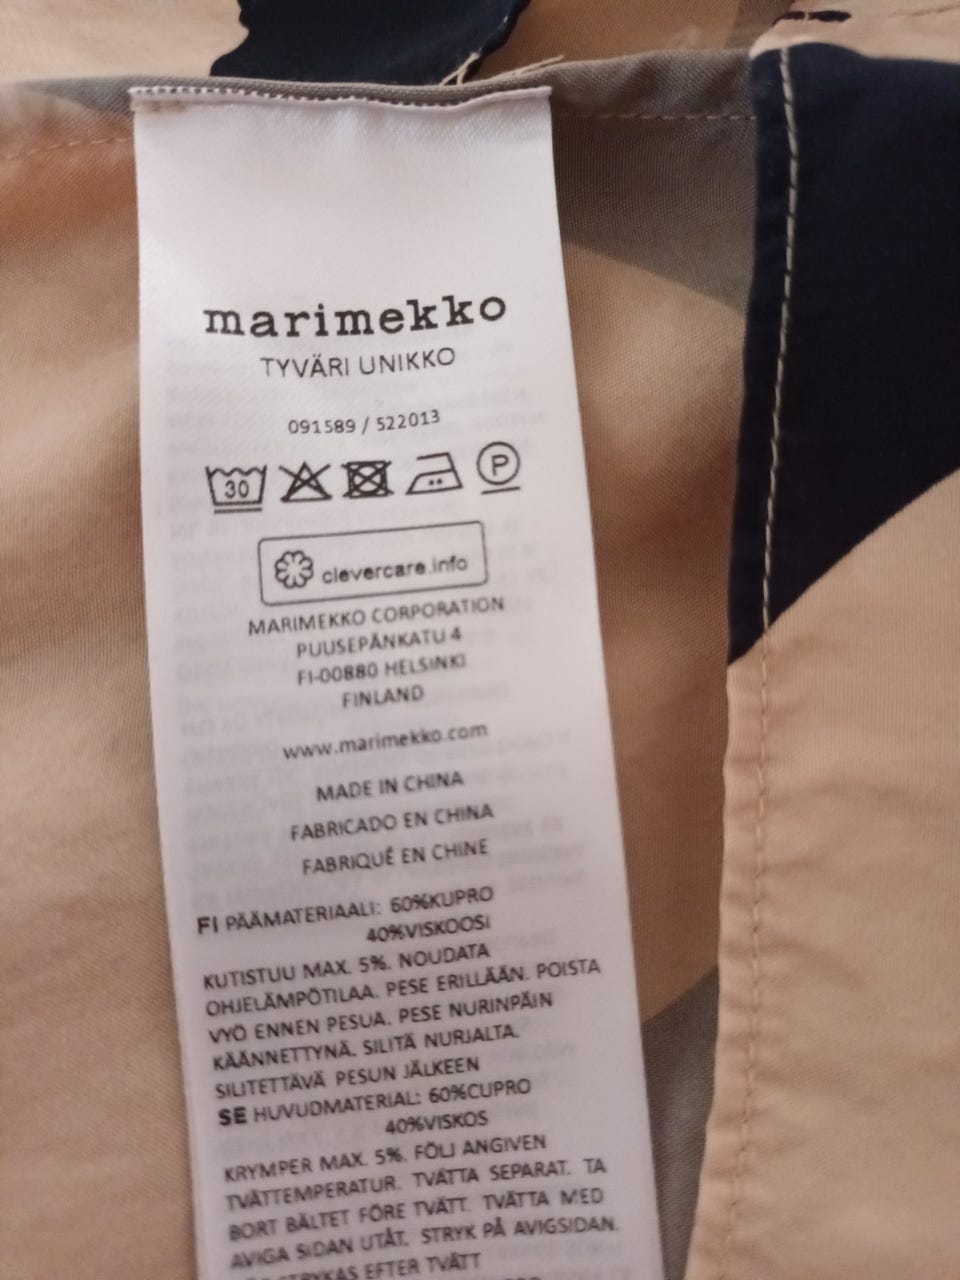 marimekko
TYVÄRI UNIKKO
091589 / 522013
30 P
clevercare.info
MARIMEKKO CORPORATION
PUUSEPÄNKATU 4
FI-00880 HELSINKI
FINLAND
www.marimekko.com
MADE IN CHINA
FABRICADO EN CHINA
FABRIQUÉ EN CHINE
FI PÄÄMATERIAALI: 60%KUPRO
40%VISKOOSI
KUTISTUU MAX. 5%. NOUDATA
OHJELÄMPÖTILAA. PESE ERILLÄÄN. POISTA
VYÖ ENNEN PESUA. PESE NURINPÄIN
KÄÄNNETTYNÄ. SILITÄ NURJALTA.
SILITETTÄVÄ PESUN JÄLKEEN
SE HUVUDMATERIAL: 60%CUPRO
40%VISKOS
KRYMPER MAX. 5%. FÖLJ ANGIVEN
TVÄTTEMPERATUR. TVÄTTA SEPARAT. TA
BORT BÄLTET FÖRE TVÄTT. TVÄTTA MED
AVIGA SIDAN UTÅT. STRYK PÅ AVIGSIDAN.
STRYKAS EFTER TVÄTT